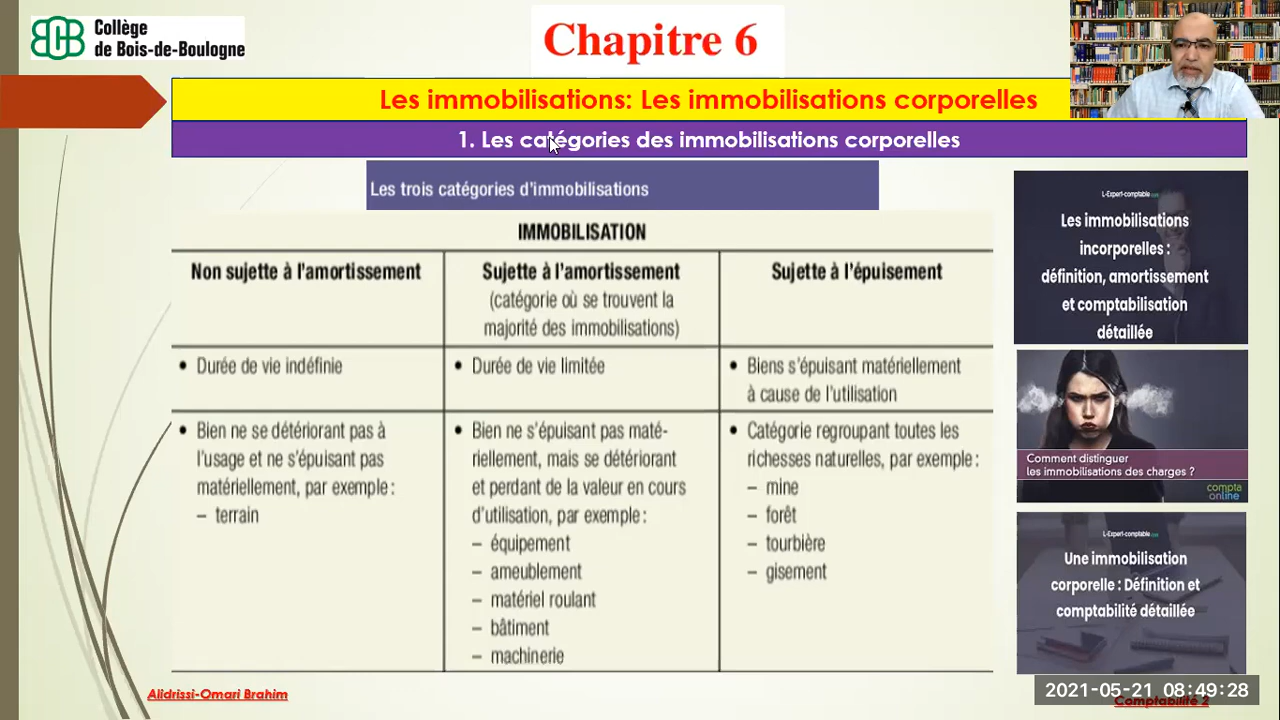 Collège
de Bois-de-Boulogne
Chapitre 6
Les immobilisations: Les immobilisations corporelles
1. Les catégories des immobilisations corporelles
Les trois catégories d'immobilisations
IMMOBILISATION
Non sujette à l'amortissement
Sujette à l'amortissement
(catégorie où se trouvent la
majorité des immobilisations)
Sujette à l'épuisement
• Durée de vie indéfinie
• Durée de vie limitée
• Biens s'épuisant matériellement
à cause de l'utilisation
• Bien ne se détériorant pas à
l'usage et ne s'épuisant pas
matériellement, par exemple :
– terrain
• Bien ne s'épuisant pas maté-
riellement, mais se détériorant
et perdant de la valeur en cours
d'utilisation, par exemple :
– équipement
– ameublement
– matériel roulant
– bâtiment
– machinerie
• Catégorie regroupant toutes les
richesses naturelles, par exemple :
– mine
– forêt
– tourbière
– gisement
L-Expert-comptable.com
Les immobilisations
incorporelles :
définition, amortissement
et comptabilisation
détaillée
Comment distinguer
les immobilisations des charges ?
compta
online
L-Expert-comptable.com
Une immobilisation
corporelle : Définition et
comptabilité détaillée
Alidrissi-Omari Brahim
2021-05-21 08:49:28
Comptabilité 2